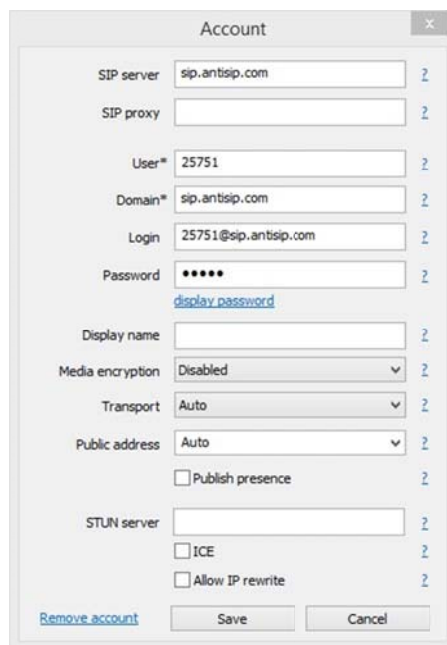 Account
x
SIP server sip.antisip.com ?
SIP proxy ?
User* 25751 ?
Domain* sip.antisip.com ?
Login 25751@sip.antisip.com ?
Password ••••• ?
display password
Display name ?
Media encryption Disabled ?
Transport Auto ?
Public address Auto ?
Publish presence ?
STUN server ?
ICE ?
Allow IP rewrite ?
Remove account Save Cancel